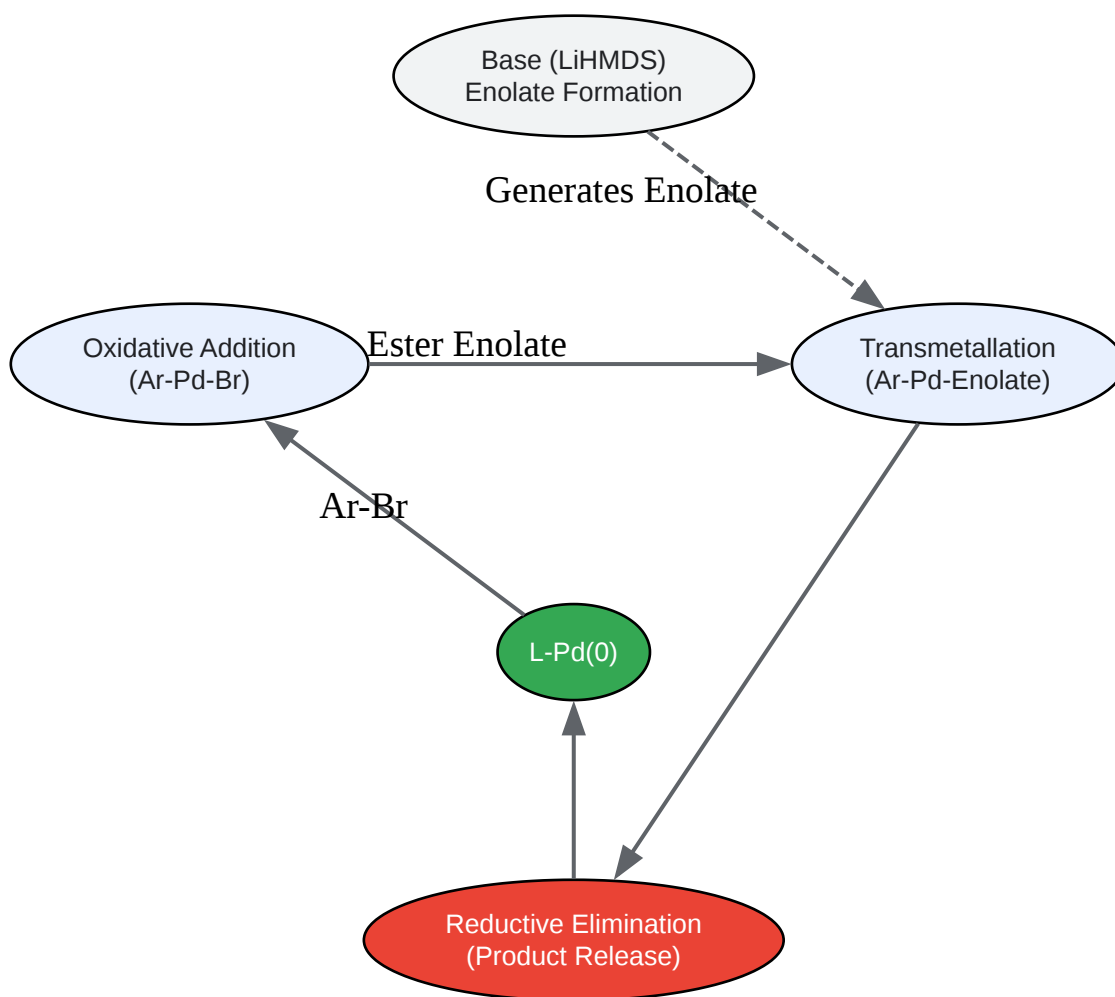 Base (LiHMDS)
Enolate Formation
Generates Enolate
Oxidative Addition
(Ar-Pd-Br)
Ester Enolate
Transmetallation
(Ar-Pd-Enolate)
Ar-Br
L-Pd(0)
Reductive Elimination
(Product Release)